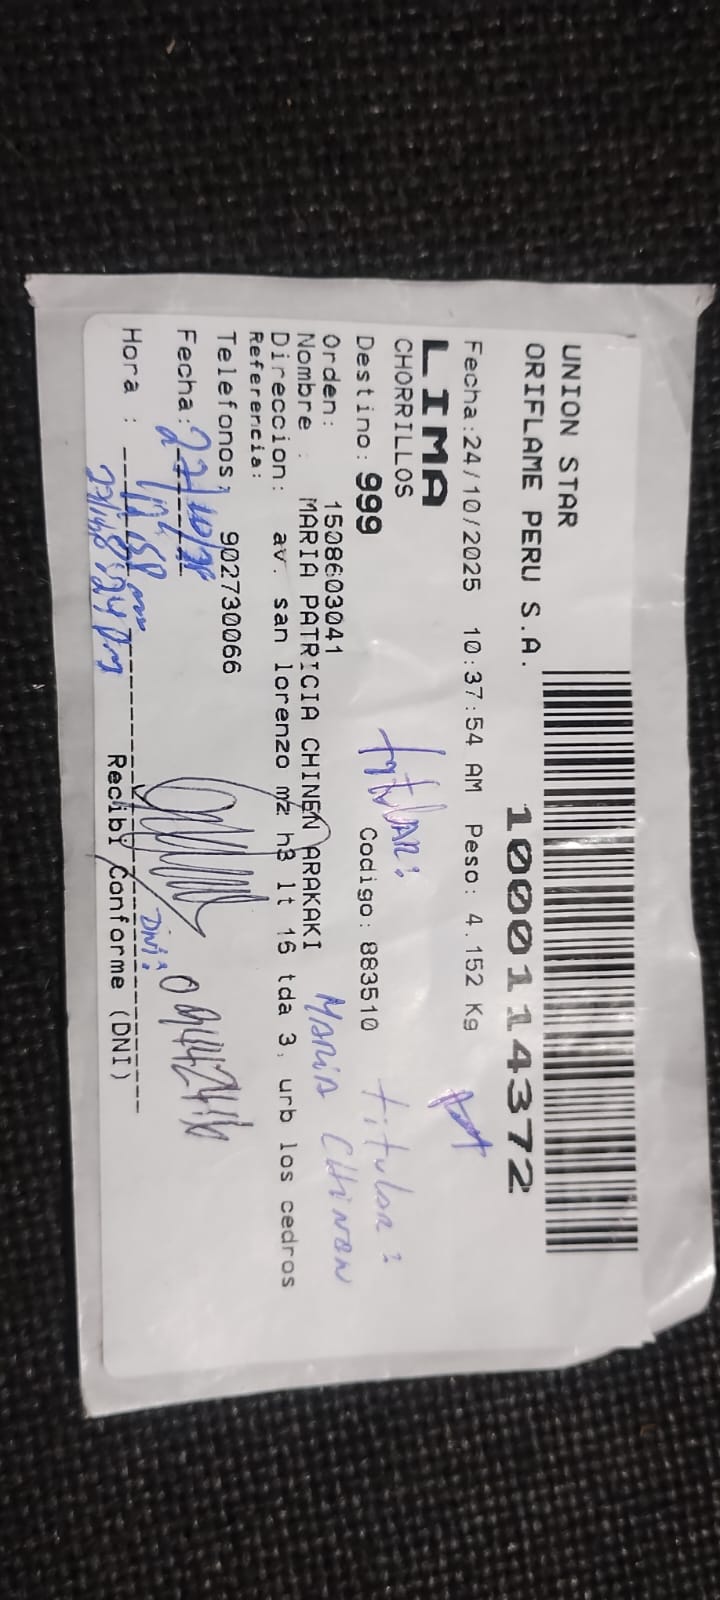 UNION STAR
ORIFLAME PERU S.A.
100011114372
Fecha:24/10/2025 10:37:54 AM Peso: 4.152 Kg
LIMA
CHORRILLOS
titular:
Destino: 999 Codigo: 883510
titular:
Orden: 1508603041
Nombre : MARIA PATRICIA CHINEN ARAKAKI
MARIA CHINEN
Direccion: av. san lorenzo mz h3 lt 16 tda 3, urb los cedros
Referencia:
Telefonos: 902730066
Fecha:
DNI:
Hora :
Recibi Conforme (DNI)